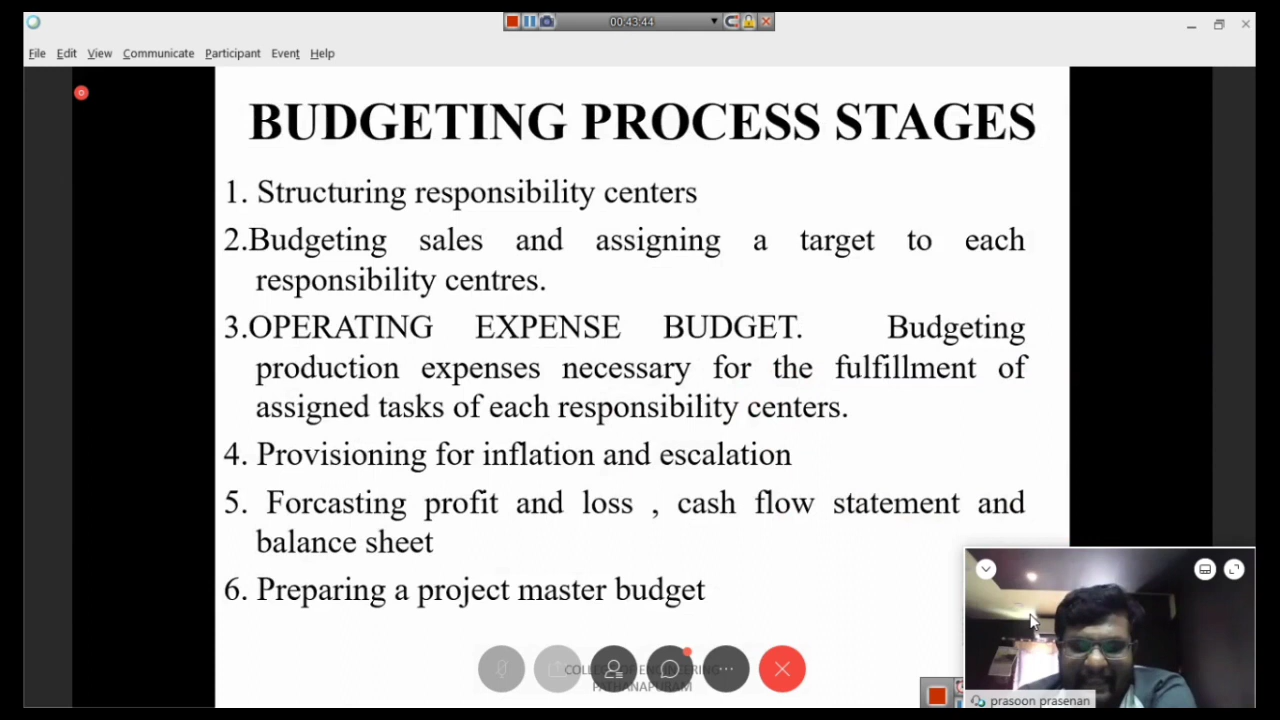 00:43:44
File Edit View Communicate Participant Event Help
BUDGETING PROCESS STAGES
1. Structuring responsibility centers
2.Budgeting sales and assigning a target to each
responsibility centres.
3.OPERATING EXPENSE BUDGET. Budgeting
production expenses necessary for the fulfillment of
assigned tasks of each responsibility centers.
4. Provisioning for inflation and escalation
5. Forcasting profit and loss , cash flow statement and
balance sheet
6. Preparing a project master budget
PATHANAPURAM
prasoon prasenan